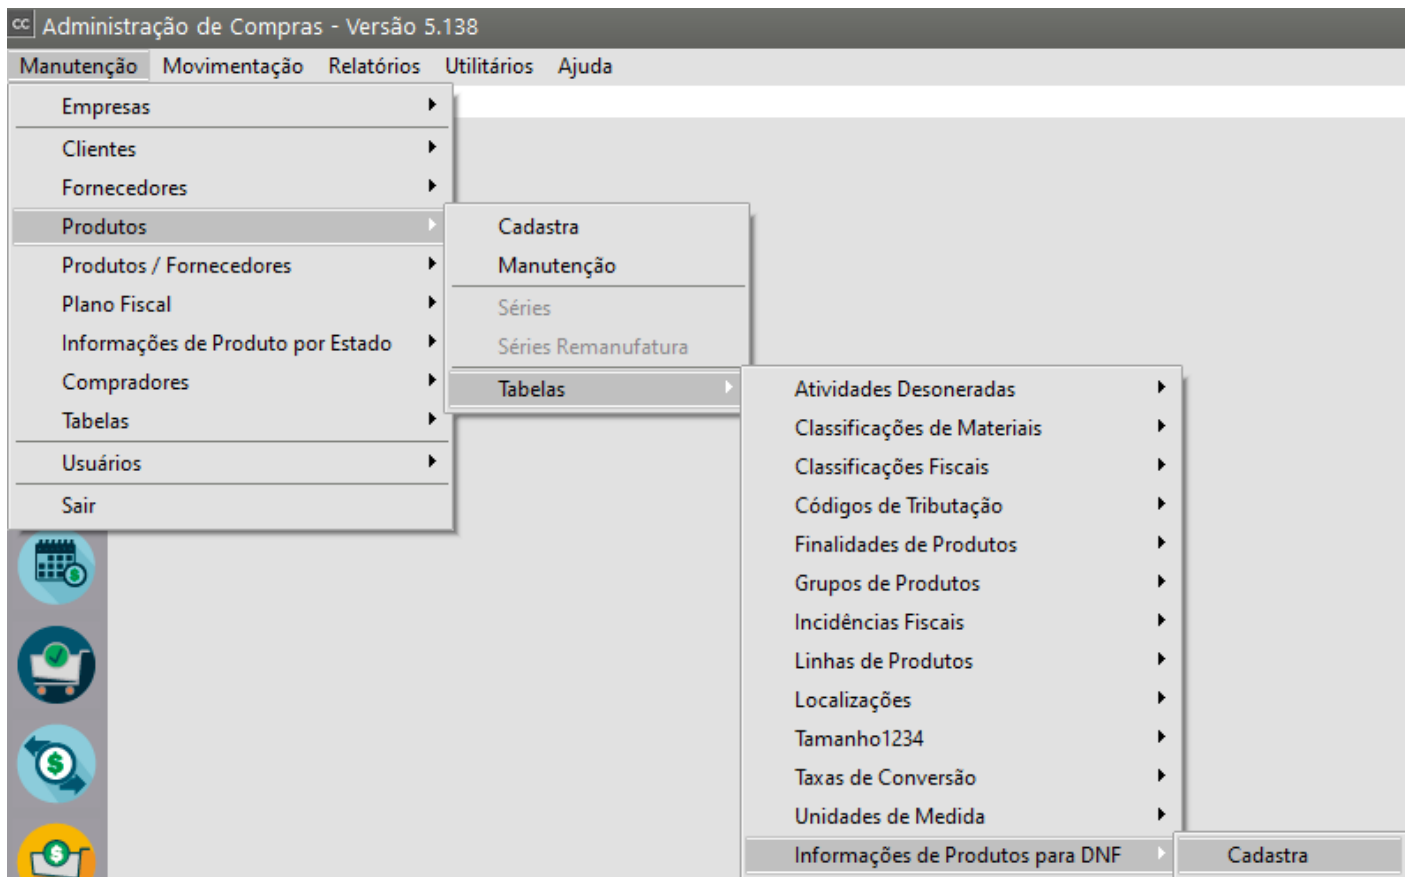 cc Administração de Compras - Versão 5.138
Manutenção Movimentação Relatórios Utilitários Ajuda
Empresas
Clientes
Fornecedores
Produtos
Produtos / Fornecedores
Plano Fiscal
Informações de Produto por Estado
Compradores
Tabelas
Usuários
Sair
Cadastra
Manutenção
Séries
Séries Remanufatura
Tabelas
Atividades Desoneradas
Classificações de Materiais
Classificações Fiscais
Códigos de Tributação
Finalidades de Produtos
Grupos de Produtos
Incidências Fiscais
Linhas de Produtos
Localizações
Tamanho1234
Taxas de Conversão
Unidades de Medida
Informações de Produtos para DNF
Cadastra
$
$
$